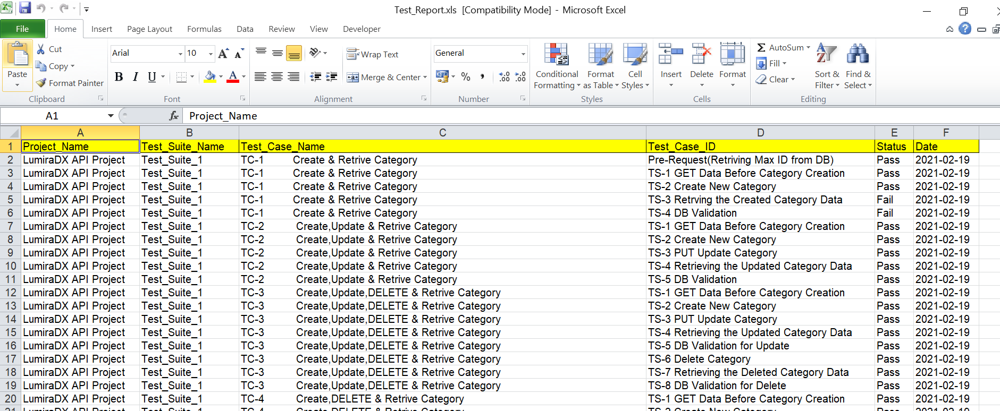 Test_Report.xls  [Compatibility Mode]  -  Microsoft Excel
File Home Insert Page Layout Formulas Data Review View Developer
Paste
Cut
Copy
Format Painter
Clipboard
Arial 10
B I U A
Font
Wrap Text
Merge & Center
Alignment
General
% , .00 .00
Number
Conditional Formatting
Format as Table
Cell Styles
Styles
Insert Delete Format
Cells
Σ AutoSum
Fill
Clear
Sort & Filter
Find & Select
Editing
A1 fx Project_Name
A B C D E F
1 Project_Name Test_Suite_Name Test_Case_Name Test_Case_ID Status Date
2 LumiraDX API Project Test_Suite_1 TC-1 Create & Retrive Category Pre-Request(Retriving Max ID from DB) Pass 2021-02-19
3 LumiraDX API Project Test_Suite_1 TC-1 Create & Retrive Category TS-1 GET Data Before Category Creation Pass 2021-02-19
4 LumiraDX API Project Test_Suite_1 TC-1 Create & Retrive Category TS-2 Create New Category Pass 2021-02-19
5 LumiraDX API Project Test_Suite_1 TC-1 Create & Retrive Category TS-3 Retrving the Created Category Data Fail 2021-02-19
6 LumiraDX API Project Test_Suite_1 TC-1 Create & Retrive Category TS-4 DB Validation Fail 2021-02-19
7 LumiraDX API Project Test_Suite_1 TC-2 Create,Update & Retrive Category TS-1 GET Data Before Category Creation Pass 2021-02-19
8 LumiraDX API Project Test_Suite_1 TC-2 Create,Update & Retrive Category TS-2 Create New Category Pass 2021-02-19
9 LumiraDX API Project Test_Suite_1 TC-2 Create,Update & Retrive Category TS-3 PUT Update Category Pass 2021-02-19
10 LumiraDX API Project Test_Suite_1 TC-2 Create,Update & Retrive Category TS-4 Retrieving the Updated Category Data Pass 2021-02-19
11 LumiraDX API Project Test_Suite_1 TC-2 Create,Update & Retrive Category TS-5 DB Validation Pass 2021-02-19
12 LumiraDX API Project Test_Suite_1 TC-3 Create,Update,DELETE & Retrive Category TS-1 GET Data Before Category Creation Pass 2021-02-19
13 LumiraDX API Project Test_Suite_1 TC-3 Create,Update,DELETE & Retrive Category TS-2 Create New Category Pass 2021-02-19
14 LumiraDX API Project Test_Suite_1 TC-3 Create,Update,DELETE & Retrive Category TS-3 PUT Update Category Pass 2021-02-19
15 LumiraDX API Project Test_Suite_1 TC-3 Create,Update,DELETE & Retrive Category TS-4 Retrieving the Updated Category Data Pass 2021-02-19
16 LumiraDX API Project Test_Suite_1 TC-3 Create,Update,DELETE & Retrive Category TS-5 DB Validation for Update Pass 2021-02-19
17 LumiraDX API Project Test_Suite_1 TC-3 Create,Update,DELETE & Retrive Category TS-6 Delete Category Pass 2021-02-19
18 LumiraDX API Project Test_Suite_1 TC-3 Create,Update,DELETE & Retrive Category TS-7 Retrieving the Deleted Category Data Pass 2021-02-19
19 LumiraDX API Project Test_Suite_1 TC-3 Create,Update,DELETE & Retrive Category TS-8 DB Validation for Delete Pass 2021-02-19
20 LumiraDX API Project Test_Suite_1 TC-4 Create,DELETE & Retrive Category TS-1 GET Data Before Category Creation Pass 2021-02-19